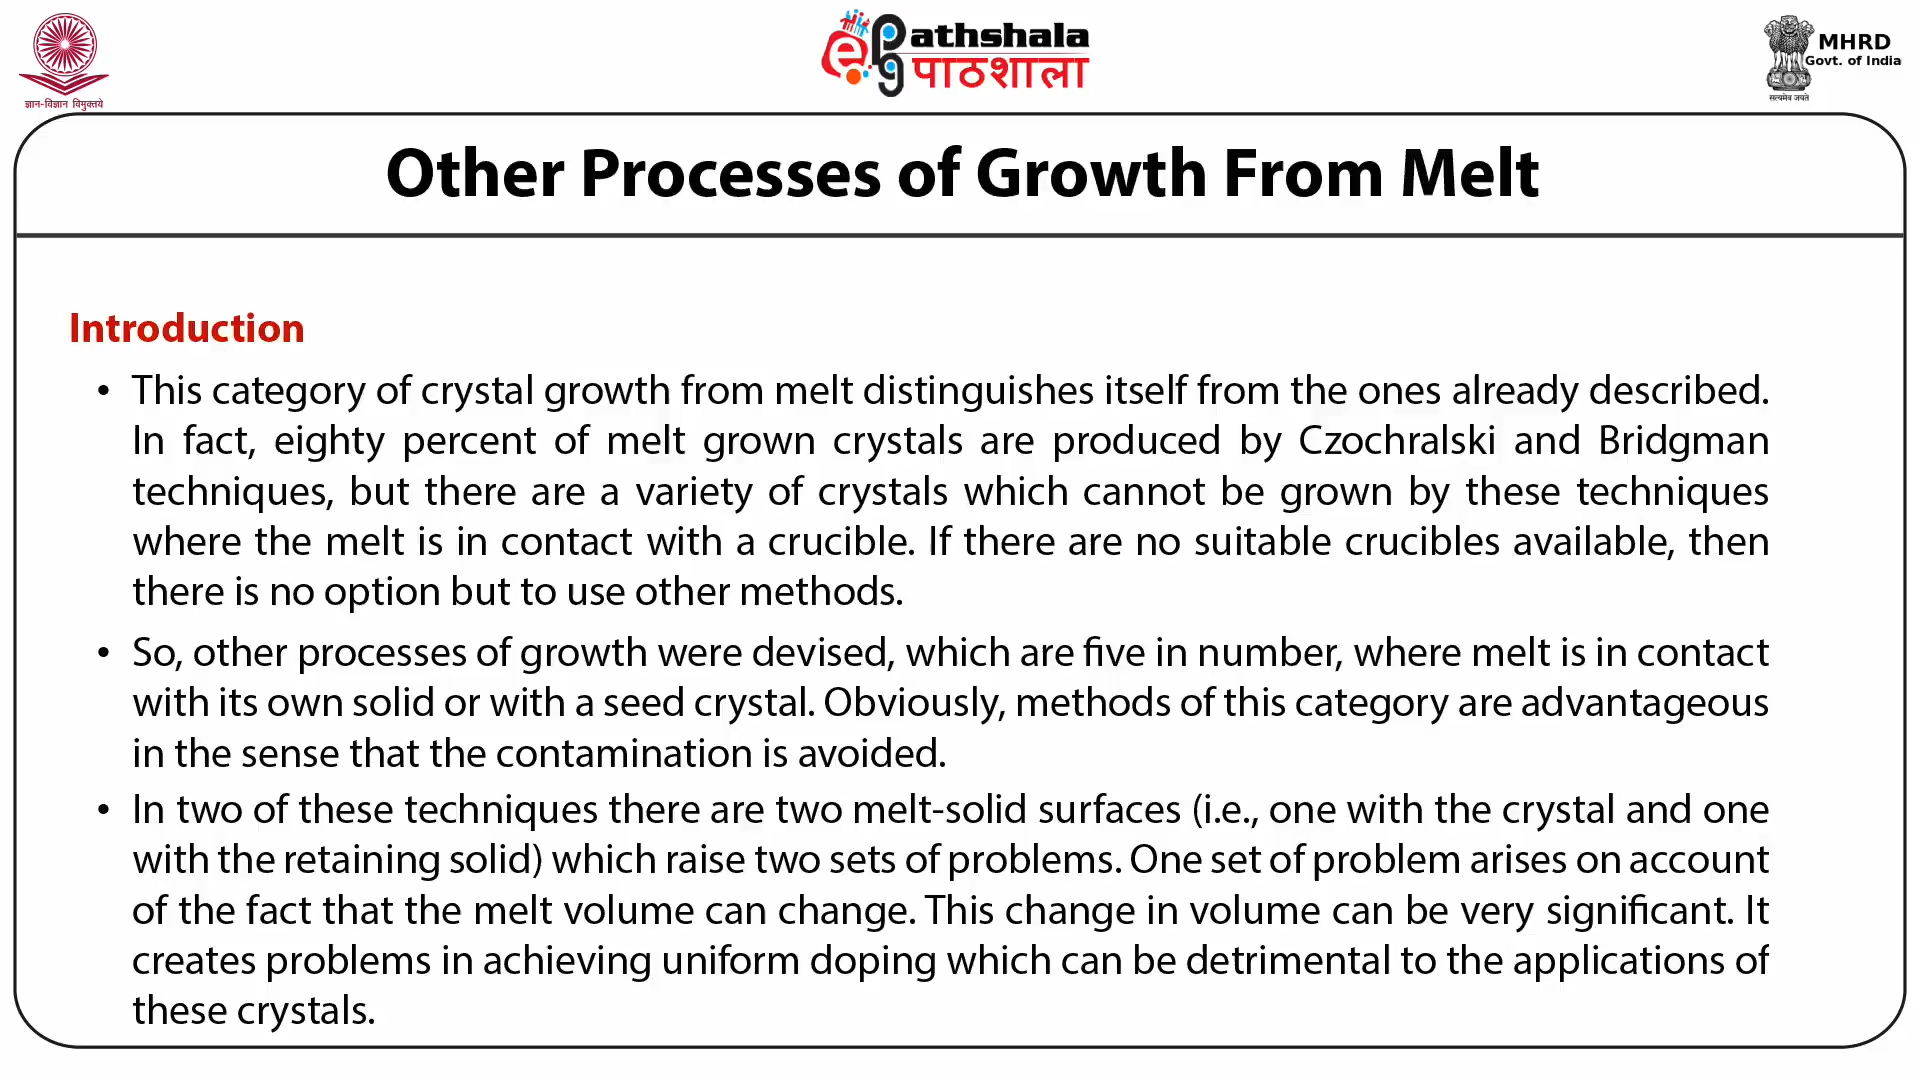 ज्ञान-विज्ञान विमुक्तये
epathshala
पाठशाला
MHRD
Govt. of India
सत्यमेव जयते
Other Processes of Growth From Melt
Introduction
• This category of crystal growth from melt distinguishes itself from the ones already described.
In fact, eighty percent of melt grown crystals are produced by Czochralski and Bridgman
techniques, but there are a variety of crystals which cannot be grown by these techniques
where the melt is in contact with a crucible. If there are no suitable crucibles available, then
there is no option but to use other methods.
• So, other processes of growth were devised, which are five in number, where melt is in contact
with its own solid or with a seed crystal. Obviously, methods of this category are advantageous
in the sense that the contamination is avoided.
• In two of these techniques there are two melt-solid surfaces (i.e., one with the crystal and one
with the retaining solid) which raise two sets of problems. One set of problem arises on account
of the fact that the melt volume can change. This change in volume can be very significant. It
creates problems in achieving uniform doping which can be detrimental to the applications of
these crystals.